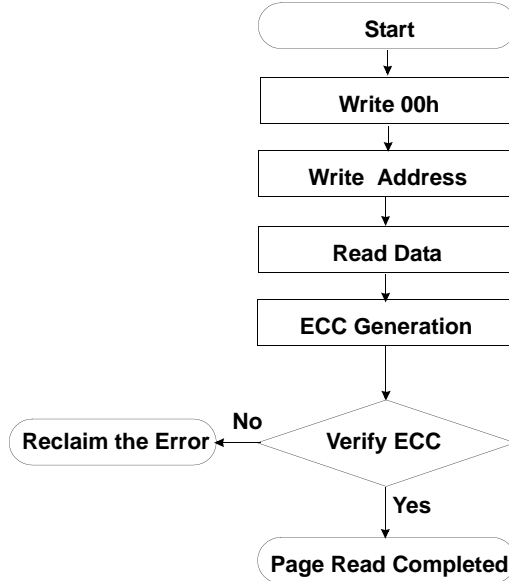 Start
Write 00h
Write Address
Read Data
ECC Generation
No
Reclaim the Error
Verify ECC
Yes
Page Read Completed